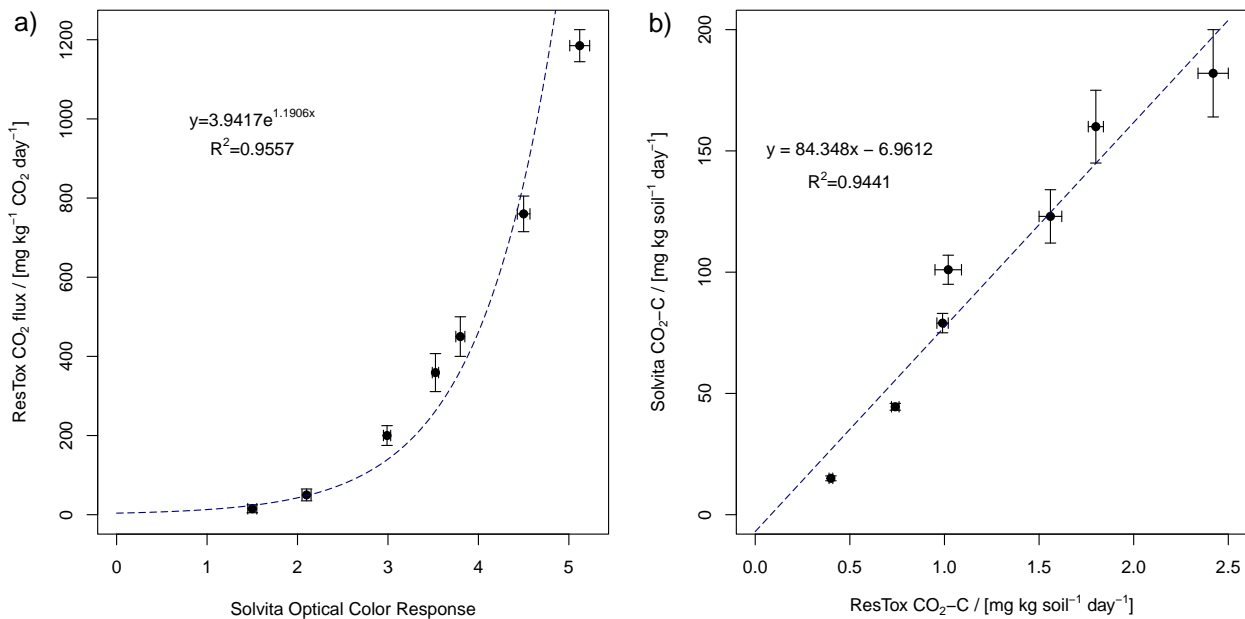 a)
1200
1000
800
600
400
200
0
ResTox CO₂ flux / [mg kg⁻¹ CO₂ day⁻¹]
y=3.9417e^1.1906x
R²=0.9557
0 1 2 3 4 5
Solvita Optical Color Response
b)
200
150
100
50
0
Solvita CO₂−C / [mg kg soil⁻¹ day⁻¹]
y = 84.348x − 6.9612
R²=0.9441
0.0 0.5 1.0 1.5 2.0 2.5
ResTox CO₂−C / [mg kg soil⁻¹ day⁻¹]